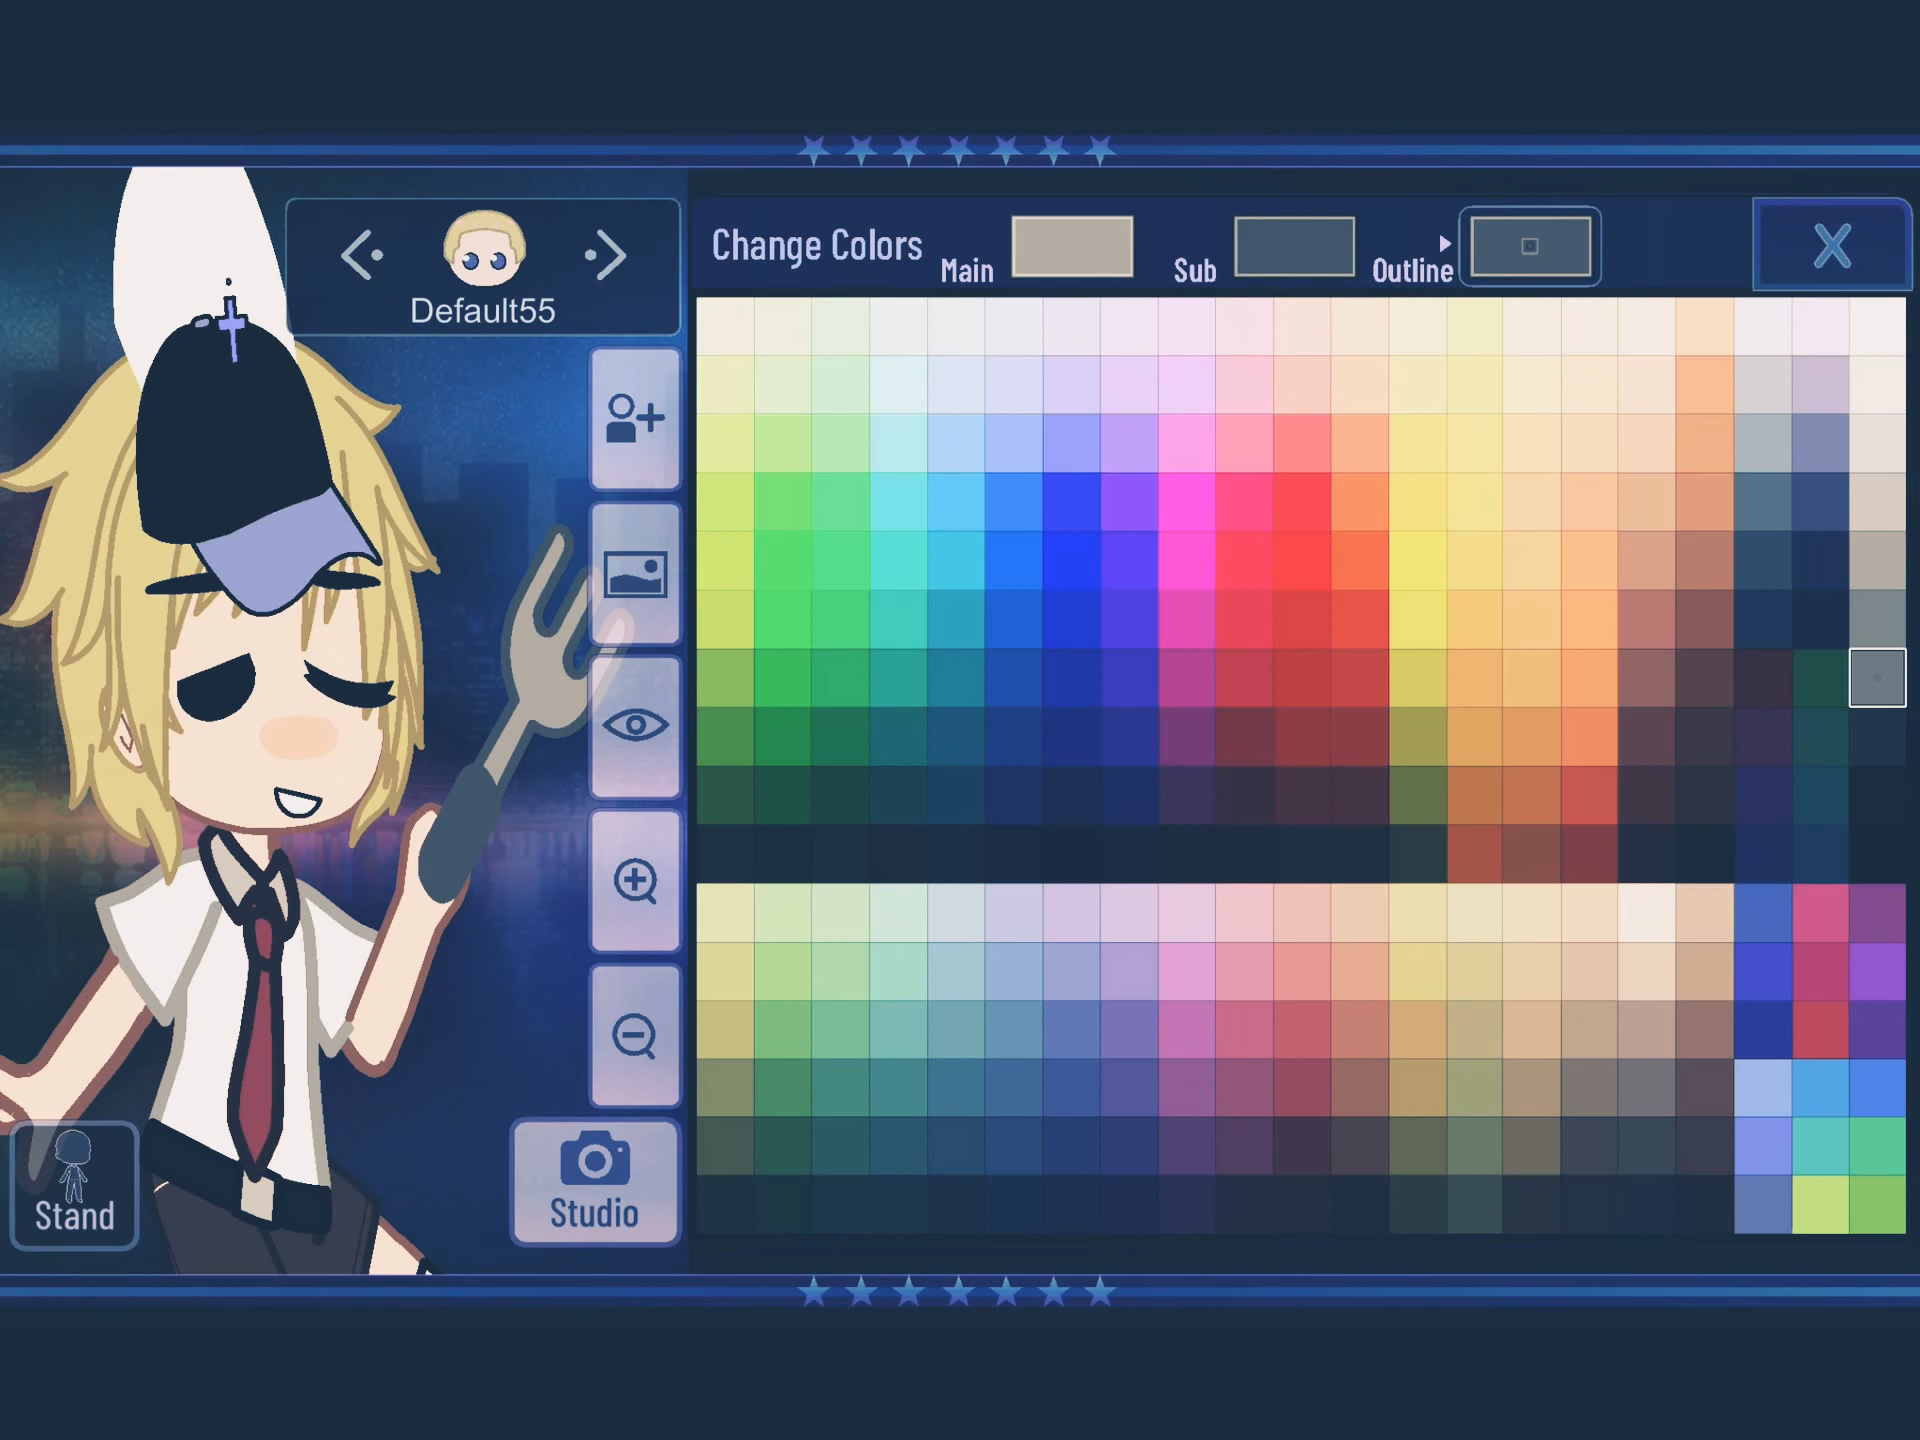 Change Colors
Main
Sub
Outline
X
Default55
Stand
Studio